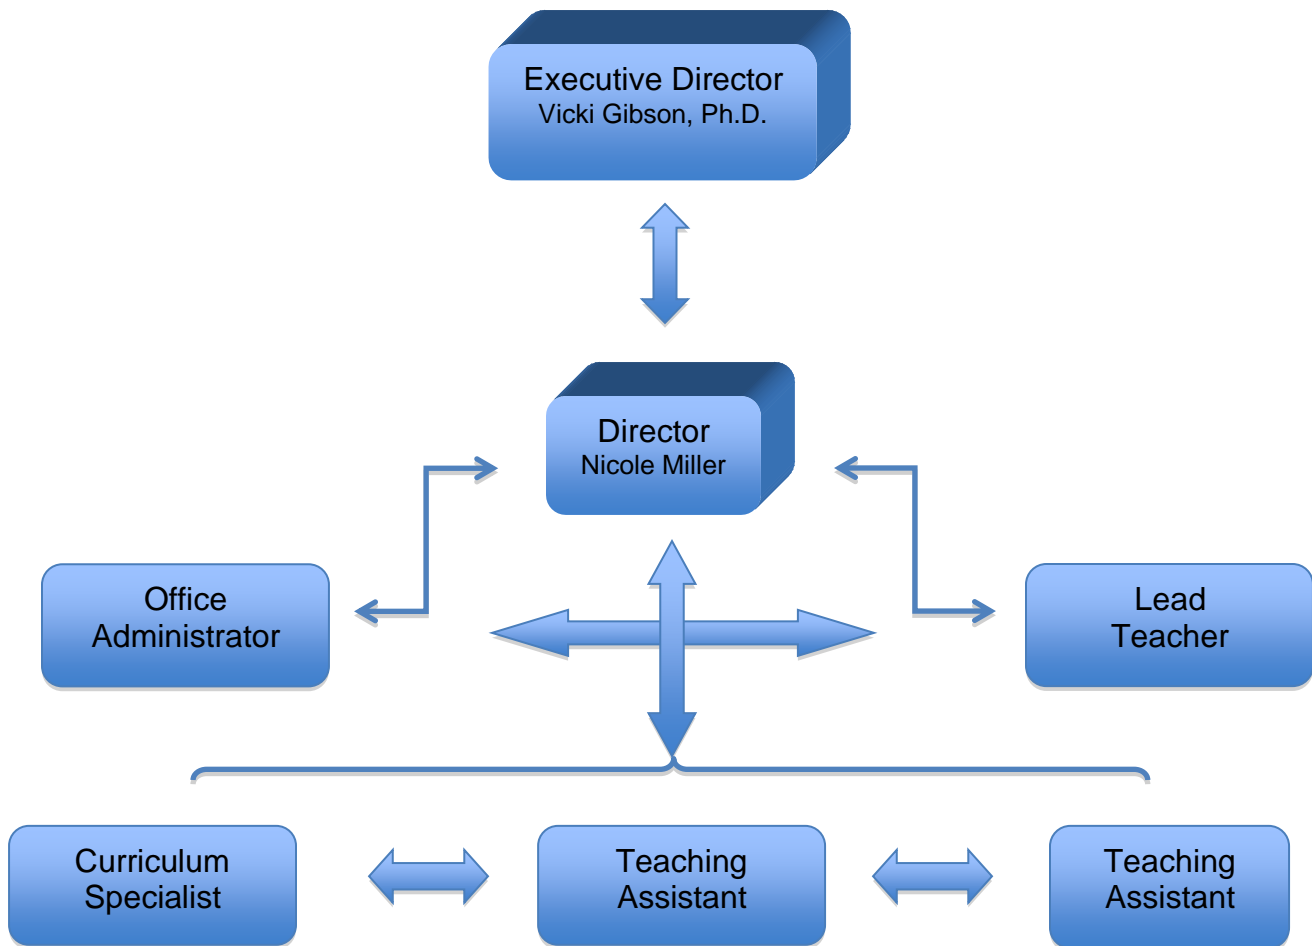 Executive Director
Vicki Gibson, Ph.D.
Director
Nicole Miller
Office
Administrator
Lead
Teacher
Curriculum
Specialist
Teaching
Assistant
Teaching
Assistant